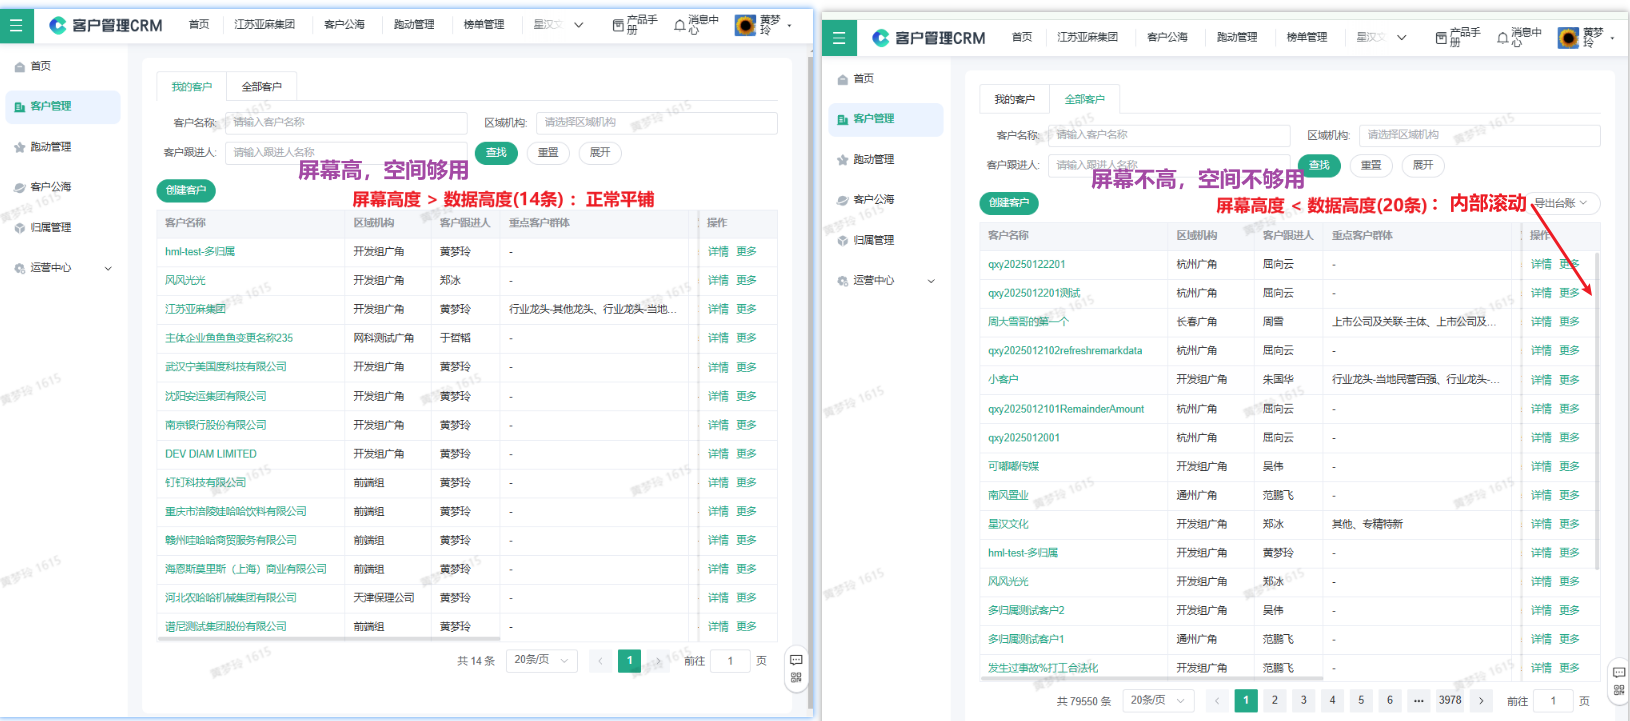 客户管理CRM 首页 江苏亚麻集团 客户公海 跑动管理 榜单管理 星汉文 产品手册 消息中心 黄梦玲
首页
客户管理
跑动管理
客户公海
归属管理
运营中心
我的客户 全部客户
客户名称: 请输入客户名称 区域机构: 请选择区域机构
客户跟进人: 请输入跟进人名称 查找 重置 展开
屏幕高，空间够用
创建客户 屏幕高度 > 数据高度(14条) ：正常平铺
客户名称 区域机构 客户跟进人 重点客户群体 操作
hml-test-多归属 开发组广角 黄梦玲 - 详情 更多
风风光光 开发组广角 郑冰 - 详情 更多
江苏亚麻集团 开发组广角 黄梦玲 行业龙头-其他龙头、行业龙头-当地... 详情 更多
主体企业鱼鱼鱼变更名称235 网科测试广角 于哲韬 - 详情 更多
武汉宁美国度科技有限公司 开发组广角 黄梦玲 - 详情 更多
沈阳安运集团有限公司 开发组广角 黄梦玲 - 详情 更多
南京银行股份有限公司 开发组广角 黄梦玲 - 详情 更多
DEV DIAM LIMITED 开发组广角 黄梦玲 - 详情 更多
钉钉科技有限公司 前端组 黄梦玲 - 详情 更多
重庆市涪陵娃哈哈饮料有限公司 前端组 黄梦玲 - 详情 更多
赣州哇哈哈商贸服务有限公司 前端组 黄梦玲 - 详情 更多
海恩斯莫里斯（上海）商业有限公司 前端组 黄梦玲 - 详情 更多
河北农哈哈机械集团有限公司 天津保理公司 黄梦玲 - 详情 更多
谱尼测试集团股份有限公司 前端组 黄梦玲 - 详情 更多
共 14 条 20条/页 1 前往 1 页
黄梦玲 1615
客户管理CRM 首页 江苏亚麻集团 客户公海 跑动管理 榜单管理 星汉文 产品手册 消息中心 黄梦玲
首页
客户管理
跑动管理
客户公海
归属管理
运营中心
我的客户 全部客户
客户名称: 请输入客户名称 区域机构: 请选择区域机构
客户跟进人: 请输入跟进人名称 查找 重置 展开
屏幕不高，空间不够用
创建客户 屏幕高度 < 数据高度(20条) ：内部滚动 导出台账
客户名称 区域机构 客户跟进人 重点客户群体 操作
qxy20250122201 杭州广角 屈向云 - 详情 更多
qxy2025012201测试 杭州广角 屈向云 - 详情 更多
周大雪哥的第一个 长春广角 周雪 上市公司及关联-主体、上市公司及... 详情 更多
qxy2025012102refreshremarkdata 杭州广角 屈向云 - 详情 更多
小客户 开发组广角 朱国华 行业龙头-当地民营百强、行业龙头-... 详情 更多
qxy2025012101RemainderAmount 杭州广角 屈向云 - 详情 更多
qxy2025012001 杭州广角 屈向云 - 详情 更多
可嘟嘟传媒 开发组广角 吴伟 - 详情 更多
南风置业 通州广角 范鹏飞 - 详情 更多
星汉文化 开发组广角 郑冰 其他、专精特新 详情 更多
hml-test-多归属 开发组广角 黄梦玲 - 详情 更多
风风光光 开发组广角 郑冰 - 详情 更多
多归属测试客户2 开发组广角 吴伟 - 详情 更多
多归属测试客户1 通州广角 范鹏飞 - 详情 更多
发生过事故%打工合法化 开发组广角 范鹏飞 - 详情 更多
共 79550 条 20条/页 1 2 3 4 5 6 ... 3978 前往 1 页
黄梦玲 1615